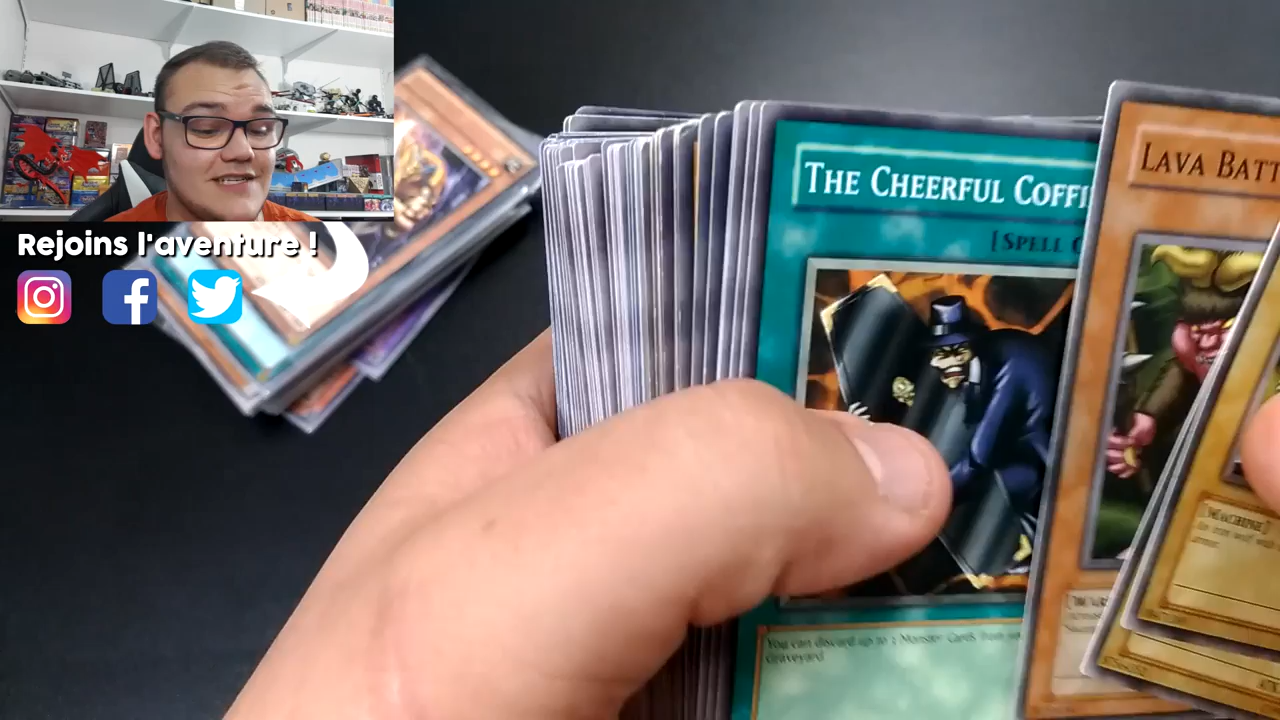 Rejoins l'aventure !
THE CHEERFUL COFFI
[SPELL
You can discard up to 3 Monster Cards from
Graveyard
LAVA BATT
[WAR
[MACHINE]